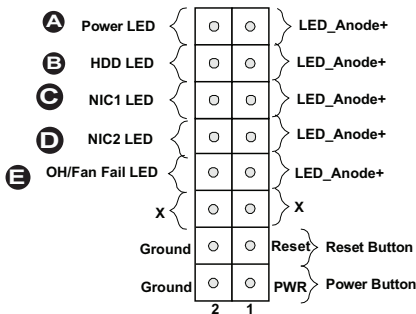 A Power LED LED_Anode+
B HDD LED LED_Anode+
C NIC1 LED LED_Anode+
D NIC2 LED LED_Anode+
E OH/Fan Fail LED LED_Anode+
X X
Ground Reset Reset Button
Ground PWR Power Button
2 1